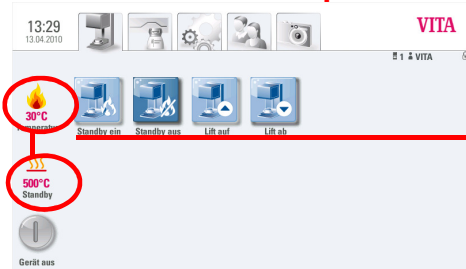 13:29
13.04.2010
VITA
1 VITA
30°C
Temperatur
Standby ein
Standby aus
Lift auf
Lift ab
500°C
Standby
Gerät aus